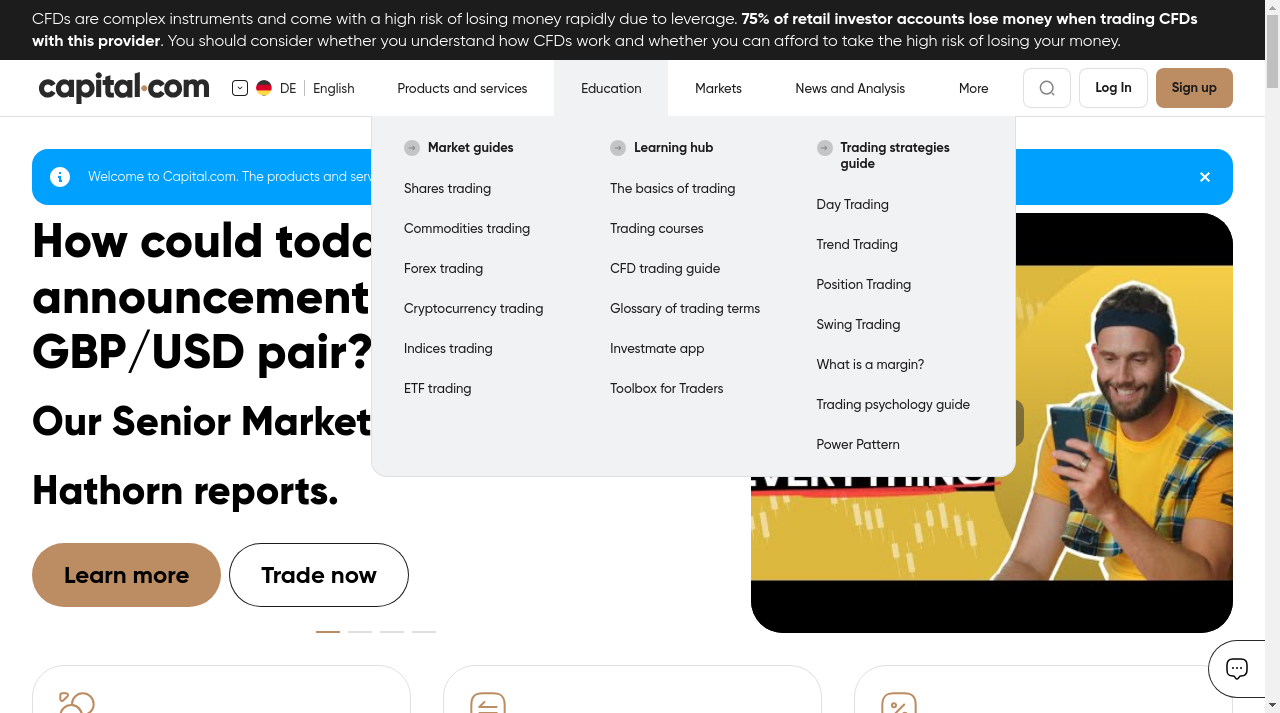 CFDs are complex instruments and come with a high risk of losing money rapidly due to leverage. 75% of retail investor accounts lose money when trading CFDs
with this provider. You should consider whether you understand how CFDs work and whether you can afford to take the high risk of losing your money.
capital.com
DE
English
Products and services
Education
Markets
News and Analysis
More
Log In
Sign up
Market guides
Shares trading
Commodities trading
Forex trading
Cryptocurrency trading
Indices trading
ETF trading
Learning hub
The basics of trading
Trading courses
CFD trading guide
Glossary of trading terms
Investmate app
Toolbox for Traders
Trading strategies
guide
Day Trading
Trend Trading
Position Trading
Swing Trading
What is a margin?
Trading psychology guide
Power Pattern
Welcome to Capital.com. The products and serv
How could toda
announcement
GBP/USD pair?
Our Senior Market
Hathorn reports.
EVERYTHING
Learn more
Trade now